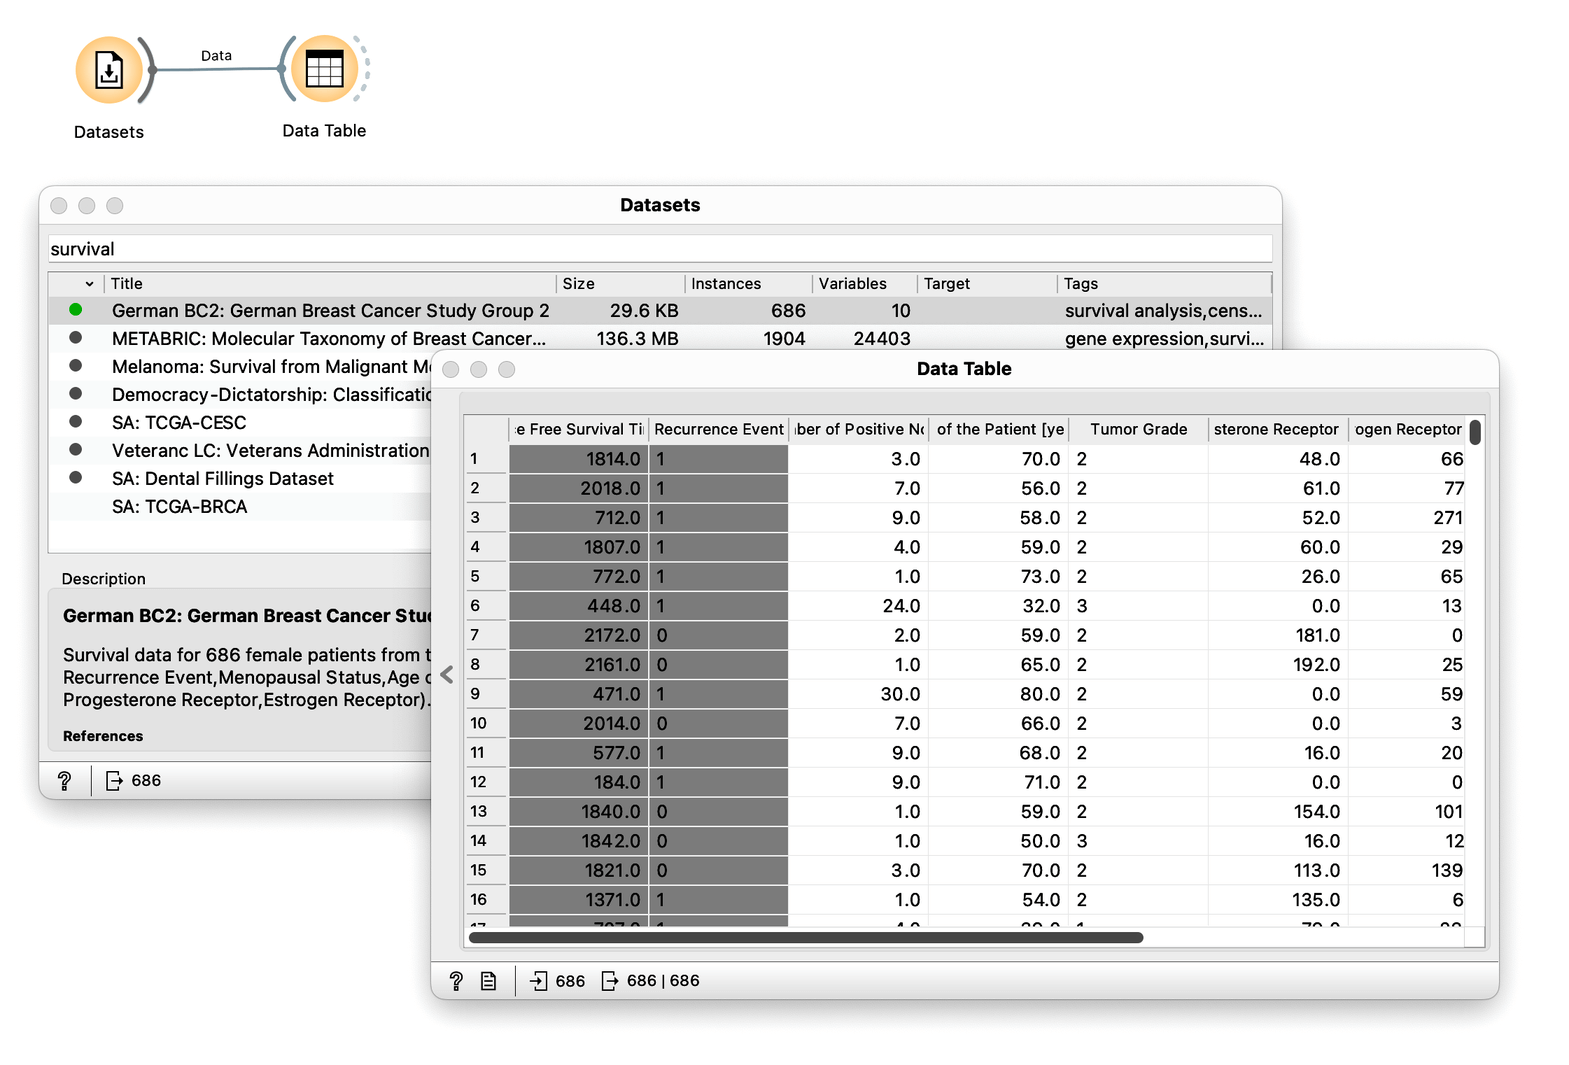 Data
Datasets
Data Table
Datasets
survival
Title Size Instances Variables Target Tags
German BC2: German Breast Cancer Study Group 2 29.6 KB 686 10 survival analysis,cens...
METABRIC: Molecular Taxonomy of Breast Cancer... 136.3 MB 1904 24403 gene expression,survi...
Melanoma: Survival from Malignant
Democracy-Dictatorship:
SA: TCGA-CESC
Veteranc LC: Veterans Administration
SA: Dental Fillings Dataset
SA: TCGA-BRCA
Description
German BC2: German Breast Cancer
Survival data for 686 female patients from
Recurrence Event,Menopausal Status,Age
Progesterone Receptor,Estrogen Receptor).
References
? 686
Data Table
Free Survival Recurrence Event of Positive of the Patient Tumor Grade Receptor Receptor
1 1814.0 1 3.0 70.0 2 48.0 66
2 2018.0 1 7.0 56.0 2 61.0 77
3 712.0 1 9.0 58.0 2 52.0 271
4 1807.0 1 4.0 59.0 2 60.0 29
5 772.0 1 1.0 73.0 2 26.0 65
6 448.0 1 24.0 32.0 3 0.0 13
7 2172.0 0 2.0 59.0 2 181.0 0
8 2161.0 0 1.0 65.0 2 192.0 25
9 471.0 1 30.0 80.0 2 0.0 59
10 2014.0 0 7.0 66.0 2 0.0 3
11 577.0 1 9.0 68.0 2 16.0 20
12 184.0 1 9.0 71.0 2 0.0 0
13 1840.0 0 1.0 59.0 2 154.0 101
14 1842.0 0 1.0 50.0 3 16.0 12
15 1821.0 0 3.0 70.0 2 113.0 139
16 1371.0 1 1.0 54.0 2 135.0 6
? 686 686 | 686